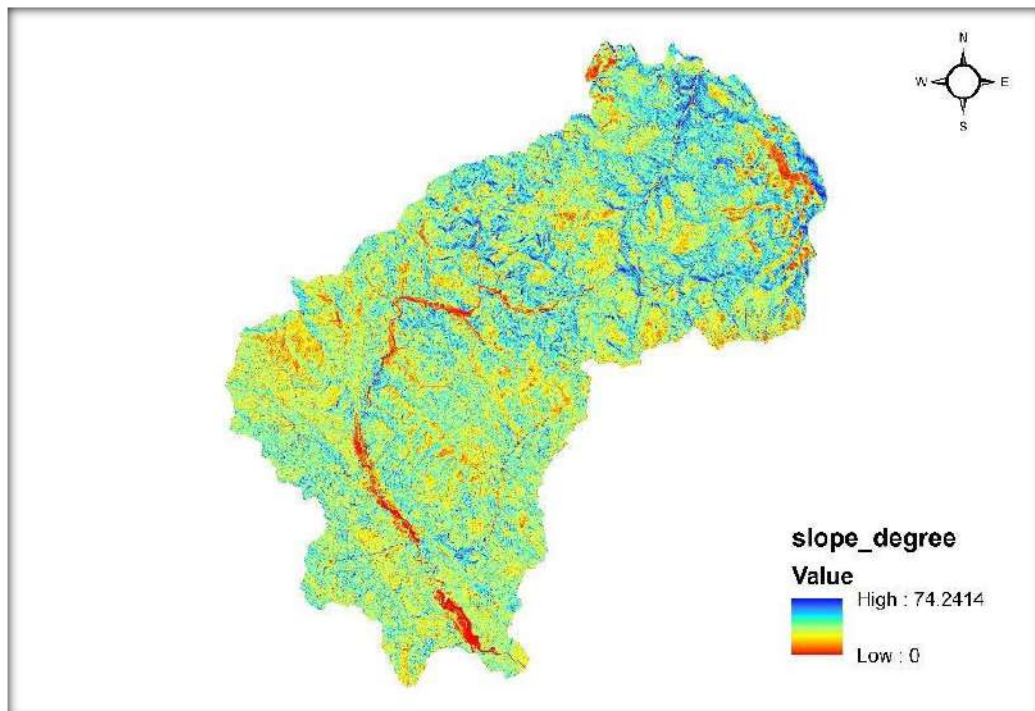 N
W E
S
slope_degree
Value
High : 74.2414
Low : 0